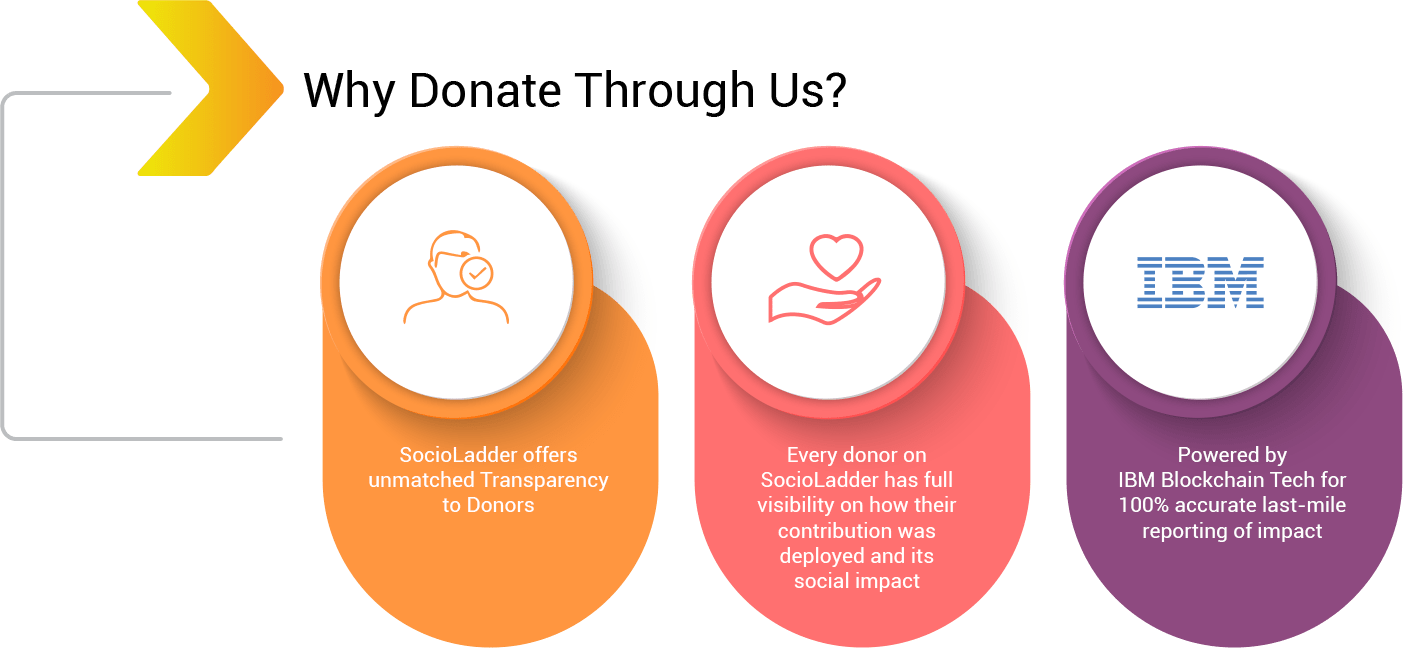 Why Donate Through Us?
SocioLadder offers
unmatched Transparency
to Donors
Every donor on
SocioLadder has full
visibility on how their
contribution was
deployed and its
social impact
IBM
Powered by
IBM Blockchain Tech for
100% accurate last-mile
reporting of impact